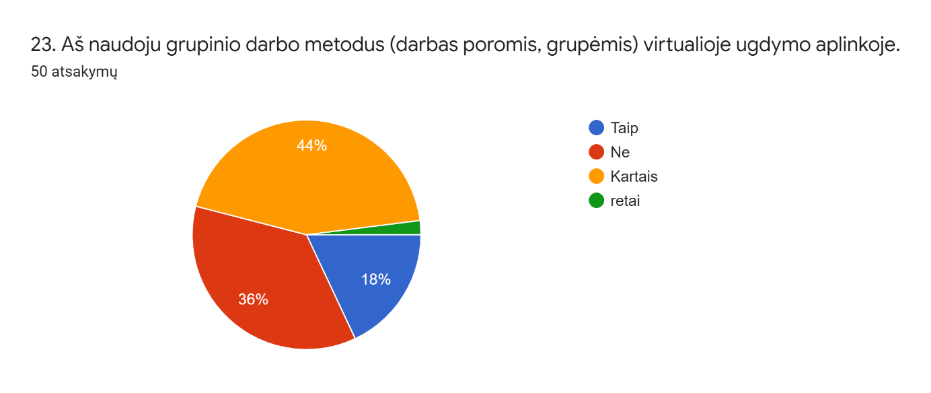 23. Aš naudoju grupinio darbo metodus (darbas poromis, grupėmis) virtualioje ugdymo aplinkoje.
50 atsakymų
44%
36%
18%
Taip
Ne
Kartais
retai